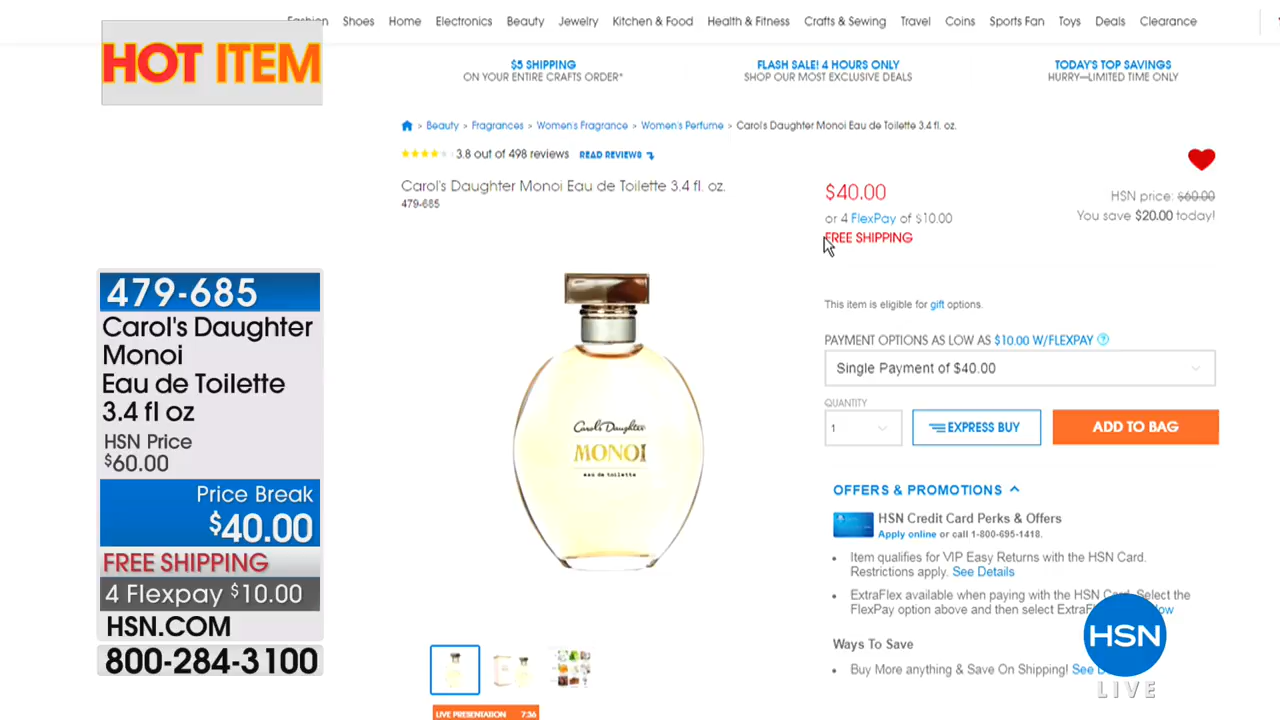 Fashion Shoes Home Electronics Beauty Jewelry Kitchen & Food Health & Fitness Crafts & Sewing Travel Coins Sports Fan Toys Deals Clearance
HOT ITEM
$5 SHIPPING
ON YOUR ENTIRE CRAFTS ORDER*
FLASH SALE! 4 HOURS ONLY
SHOP OUR MOST EXCLUSIVE DEALS
TODAY'S TOP SAVINGS
HURRY—LIMITED TIME ONLY
> Beauty > Fragrances > Women's Fragrance > Women's Perfume > Carol's Daughter Monoi Eau de Toilette 3.4 fl. oz.
3.8 out of 498 reviews READ REVIEWS
Carol's Daughter Monoi Eau de Toilette 3.4 fl. oz.
479-685
$40.00
or 4 FlexPay of $10.00
FREE SHIPPING
HSN price: $60.00
You save $20.00 today!
This item is eligible for gift options.
PAYMENT OPTIONS AS LOW AS $10.00 W/FLEXPAY ?
Single Payment of $40.00
QUANTITY
1
EXPRESS BUY
ADD TO BAG
OFFERS & PROMOTIONS
HSN Credit Card Perks & Offers
Apply online or call 1-800-695-1418.
• Item qualifies for VIP Easy Returns with the HSN Card.
Restrictions apply. See Details
• ExtraFlex available when paying with the HSN Select the
FlexPay option above and then select
Ways To Save
• Buy More anything & Save On Shipping! See
Carol's Daughter
MONOI
eau de toilette
479-685
Carol's Daughter
Monoi
Eau de Toilette
3.4 fl oz
HSN Price
$60.00
Price Break
$40.00
FREE SHIPPING
4 Flexpay $10.00
HSN.COM
800-284-3100
LIVE PRESENTATION 7:36
HSN
LIVE